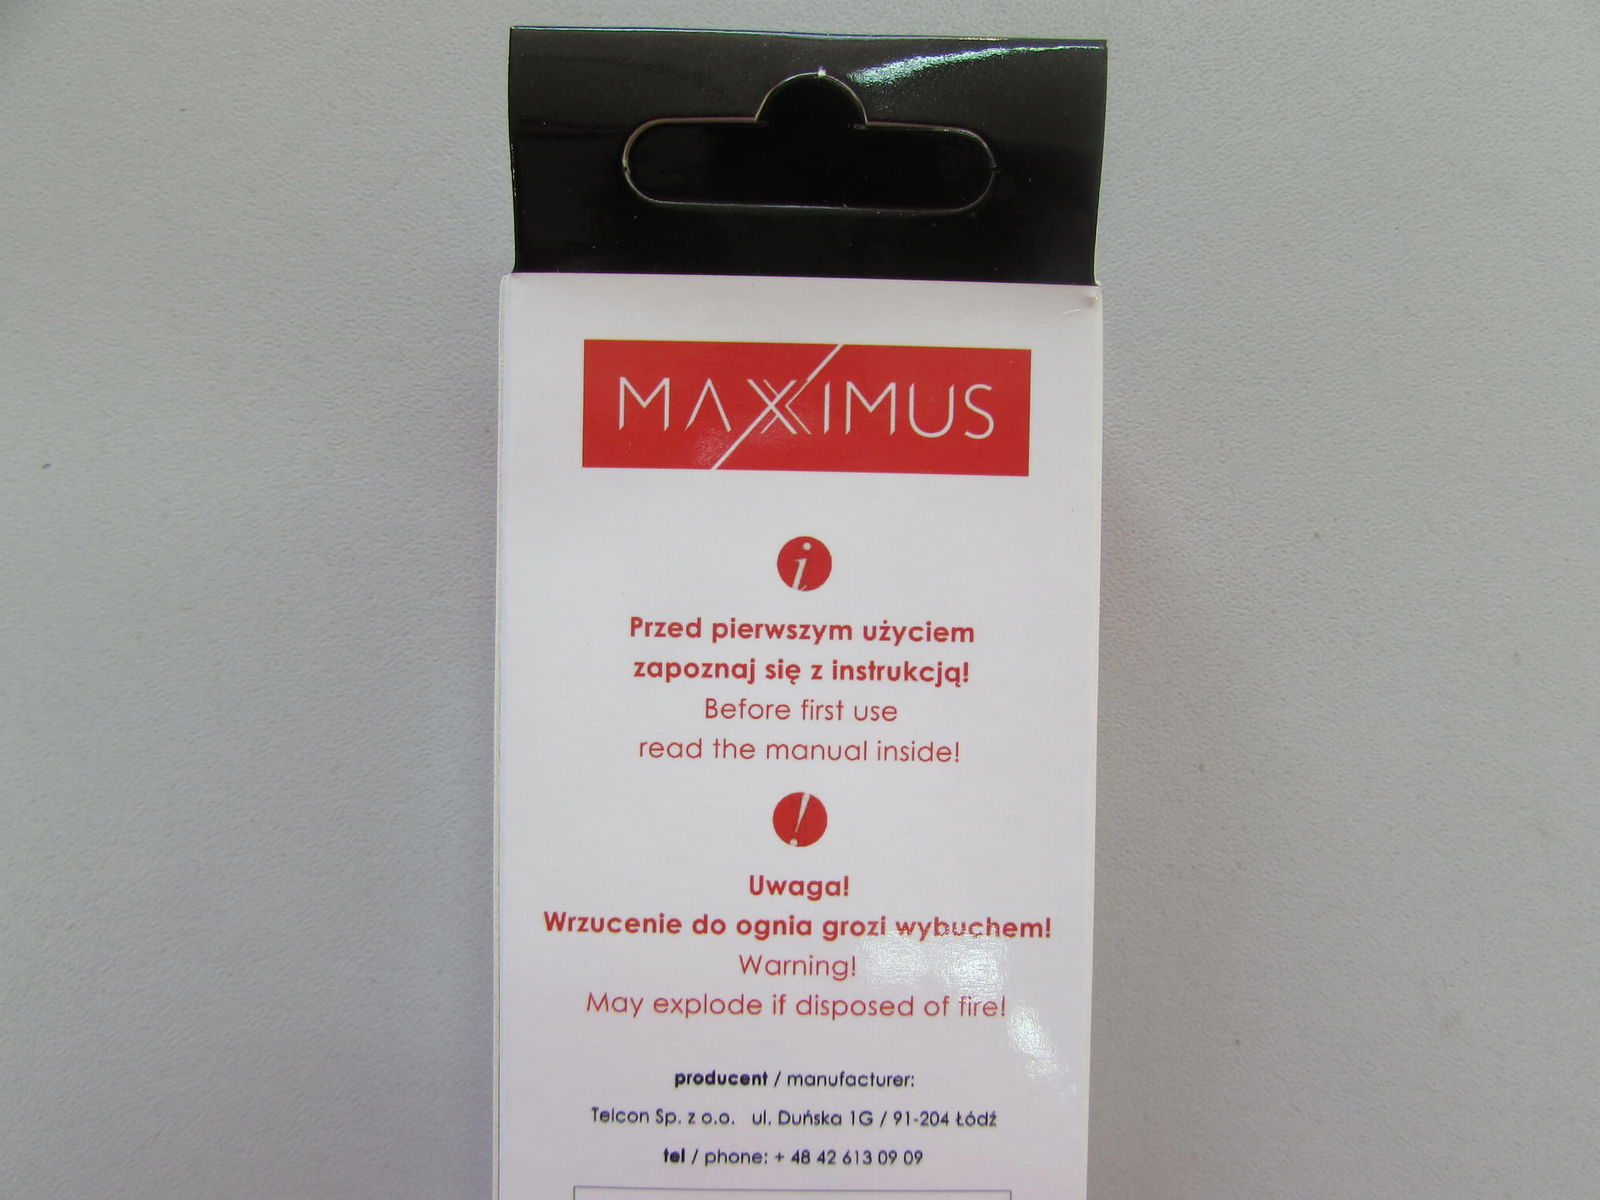 MAXXIMUS
i
Przed pierwszym użyciem
zapoznaj się z instrukcją!
Before first use
read the manual inside!
!
Uwaga!
Wrzucenie do ognia grozi wybuchem!
Warning!
May explode if disposed of fire!
producent / manufacturer:
Telcon Sp. z o.o. ul. Duńska 1G / 91-204 Łódź
tel / phone: + 48 42 613 09 09